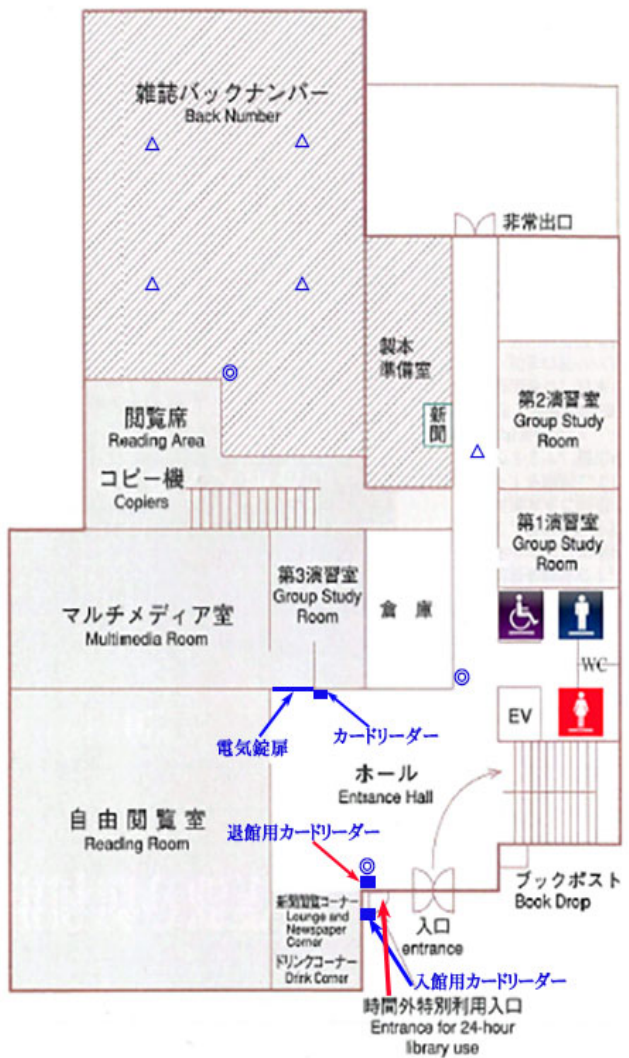 雑誌バックナンバー
Back Number
非常出口
製本
準備室
新
聞
第2演習室
Group Study
Room
閲覧席
Reading Area
コピー機
Copiers
第1演習室
Group Study
Room
第3演習室
Group Study
Room
倉庫
マルチメディア室
Multimedia Room
WC
EV
電気錠扉
カードリーダー
ホール
Entrance Hall
自由閲覧室
Reading Room
退館用カードリーダー
ブックポスト
Book Drop
新聞閲覧コーナー
Lounge and
Newspaper
Corner
入口
entrance
ドリンクコーナー
Drink Corner
入館用カードリーダー
時間外特別利用入口
Entrance for 24-hour
library use